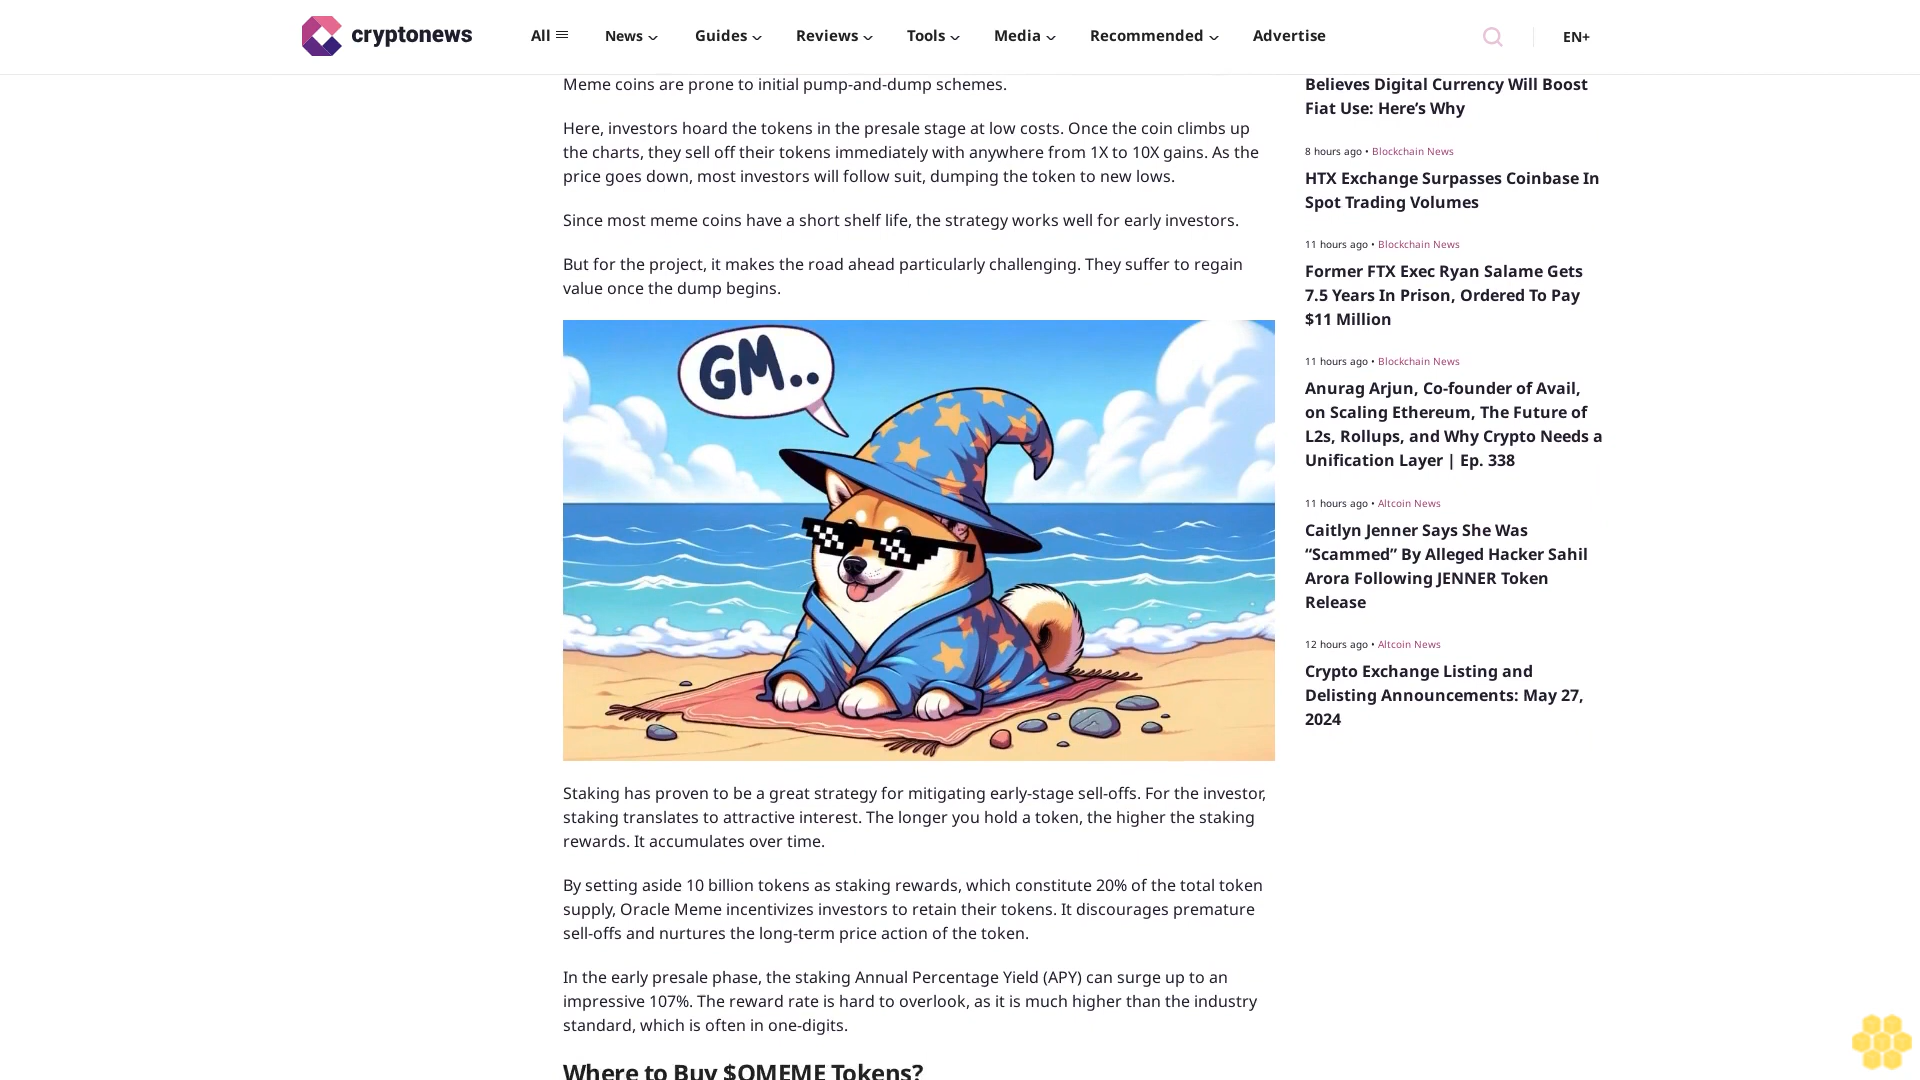 cryptonews
All
News
Guides
Reviews
Tools
Media
Recommended
Advertise
EN+
Meme coins are prone to initial pump-and-dump schemes.
Here, investors hoard the tokens in the presale stage at low costs. Once the coin climbs up
the charts, they sell off their tokens immediately with anywhere from 1X to 10X gains. As the
price goes down, most investors will follow suit, dumping the token to new lows.
Since most meme coins have a short shelf life, the strategy works well for early investors.
But for the project, it makes the road ahead particularly challenging. They suffer to regain
value once the dump begins.
GM..
Staking has proven to be a great strategy for mitigating early-stage sell-offs. For the investor,
staking translates to attractive interest. The longer you hold a token, the higher the staking
rewards. It accumulates over time.
By setting aside 10 billion tokens as staking rewards, which constitute 20% of the total token
supply, Oracle Meme incentivizes investors to retain their tokens. It discourages premature
sell-offs and nurtures the long-term price action of the token.
In the early presale phase, the staking Annual Percentage Yield (APY) can surge up to an
impressive 107%. The reward rate is hard to overlook, as it is much higher than the industry
standard, which is often in one-digits.
Where to Buy $OMEME Tokens?
Believes Digital Currency Will Boost
Fiat Use: Here’s Why
8 hours ago • Blockchain News
HTX Exchange Surpasses Coinbase In
Spot Trading Volumes
11 hours ago • Blockchain News
Former FTX Exec Ryan Salame Gets
7.5 Years In Prison, Ordered To Pay
$11 Million
11 hours ago • Blockchain News
Anurag Arjun, Co-founder of Avail,
on Scaling Ethereum, The Future of
L2s, Rollups, and Why Crypto Needs a
Unification Layer | Ep. 338
11 hours ago • Altcoin News
Caitlyn Jenner Says She Was
“Scammed” By Alleged Hacker Sahil
Arora Following JENNER Token
Release
12 hours ago • Altcoin News
Crypto Exchange Listing and
Delisting Announcements: May 27,
2024